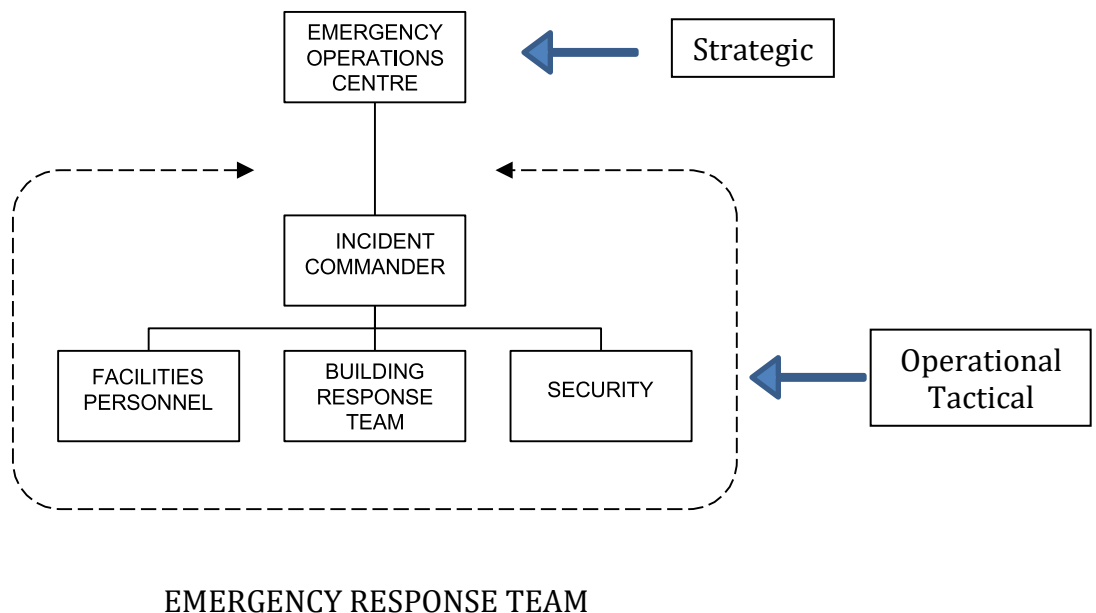 EMERGENCY
OPERATIONS
CENTRE
Strategic
INCIDENT
COMMANDER
FACILITIES
PERSONNEL
BUILDING
RESPONSE
TEAM
SECURITY
Operational
Tactical
EMERGENCY RESPONSE TEAM